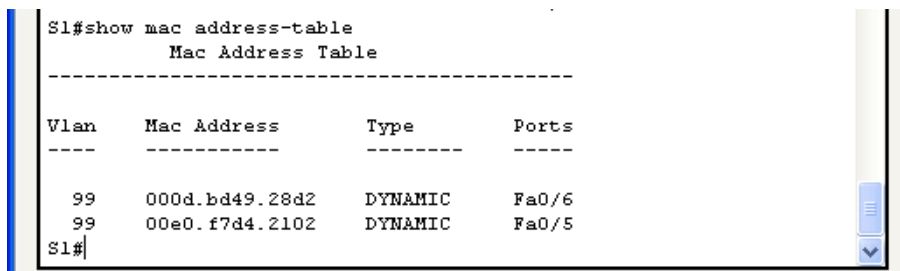 S1#show mac address-table
Mac Address Table
-------------------------------------------
Vlan Mac Address Type Ports
---- ----------- -------- -----
99 000d.bd49.28d2 DYNAMIC Fa0/6
99 00e0.f7d4.2102 DYNAMIC Fa0/5
S1#